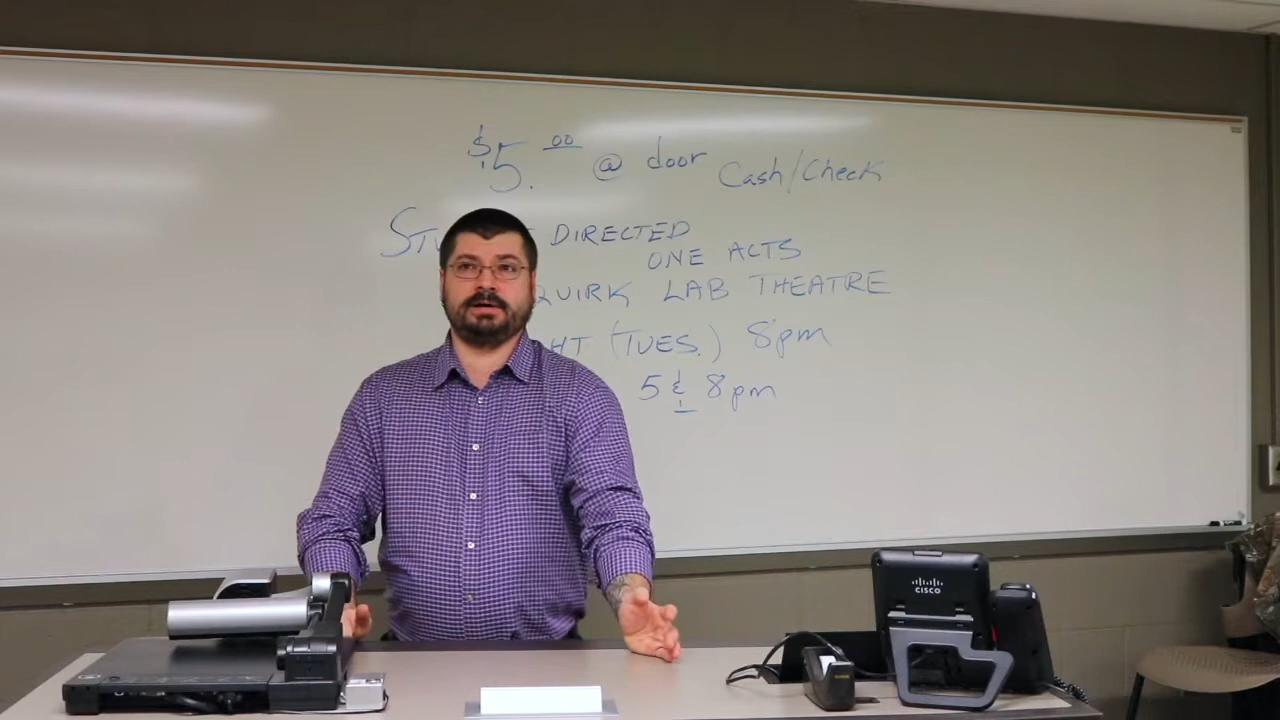 $5.00 @ door Cash/Check
DIRECTED
ONE ACTS
QUIRK LAB THEATRE
(TUES.) 8pm
5 & 8pm
CISCO